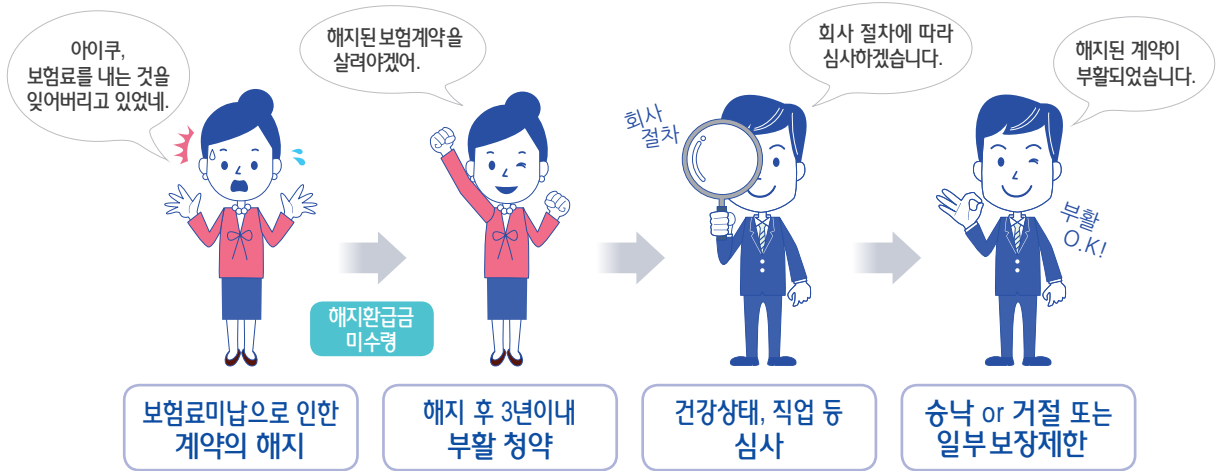 아이쿠,
보험료를 내는 것을
잊어버리고 있었네.
해지된 보험계약을
살려야겠어.
회사 절차에 따라
심사하겠습니다.
해지된 계약이
부활되었습니다.
회사
절차
부활
O.K!
해지환급금
미수령
보험료미납으로 인한
계약의 해지
해지 후 3년이내
부활 청약
건강상태, 직업 등
심사
승낙 or 거절 또는
일부보장제한